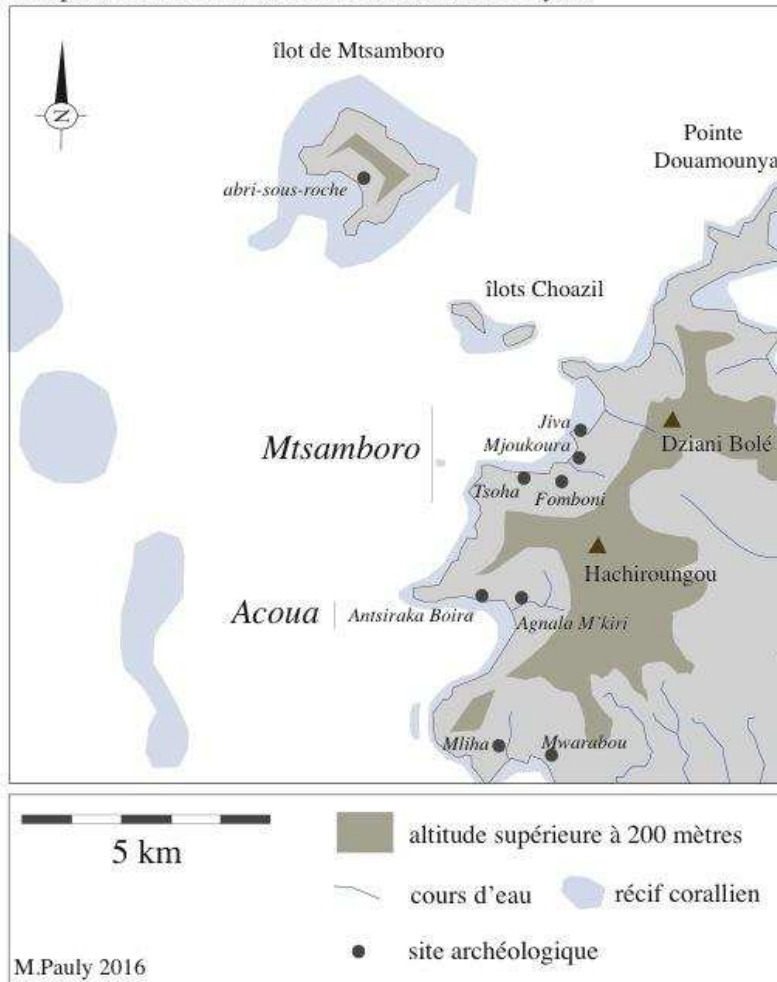 îlot de Mtsamboro
N
Pointe
Douamounya
abri-sous-roche
îlots Choazil
Jiva
Mtsamboro
Mjoukoura
Dziani Bolé
Tsoha
Fomboni
Hachiroungou
Acoua
Antsiraka Boira
Agnala M'kiri
Mliha
Mwarabou
5 km
altitude supérieure à 200 mètres
cours d'eau
récif corallien
site archéologique
M.Pauly 2016